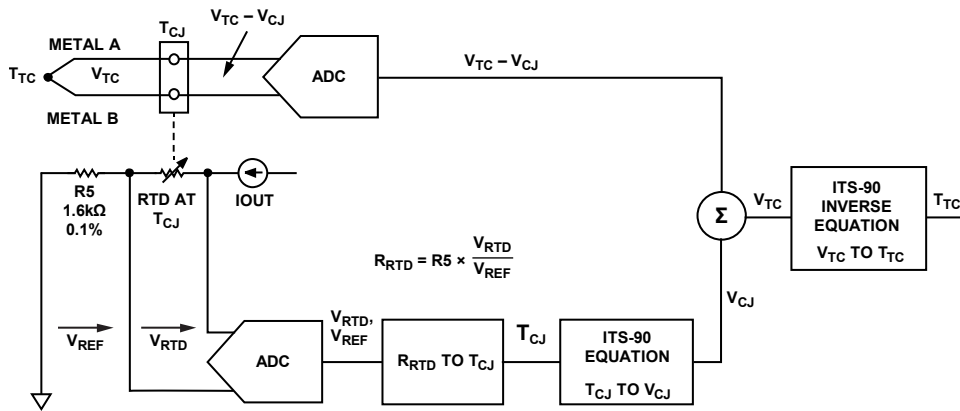 V_TC – V_CJ
T_CJ
METAL A
T_TC
V_TC
METAL B
ADC
V_TC – V_CJ
R5
1.6kΩ
0.1%
RTD AT
T_CJ
IOUT
R_RTD = R5 × V_RTD / V_REF
Σ
V_TC
ITS-90
INVERSE
EQUATION
V_TC TO T_TC
T_TC
V_CJ
V_REF
V_RTD
ADC
V_RTD,
V_REF
R_RTD TO T_CJ
T_CJ
ITS-90
EQUATION
T_CJ TO V_CJ